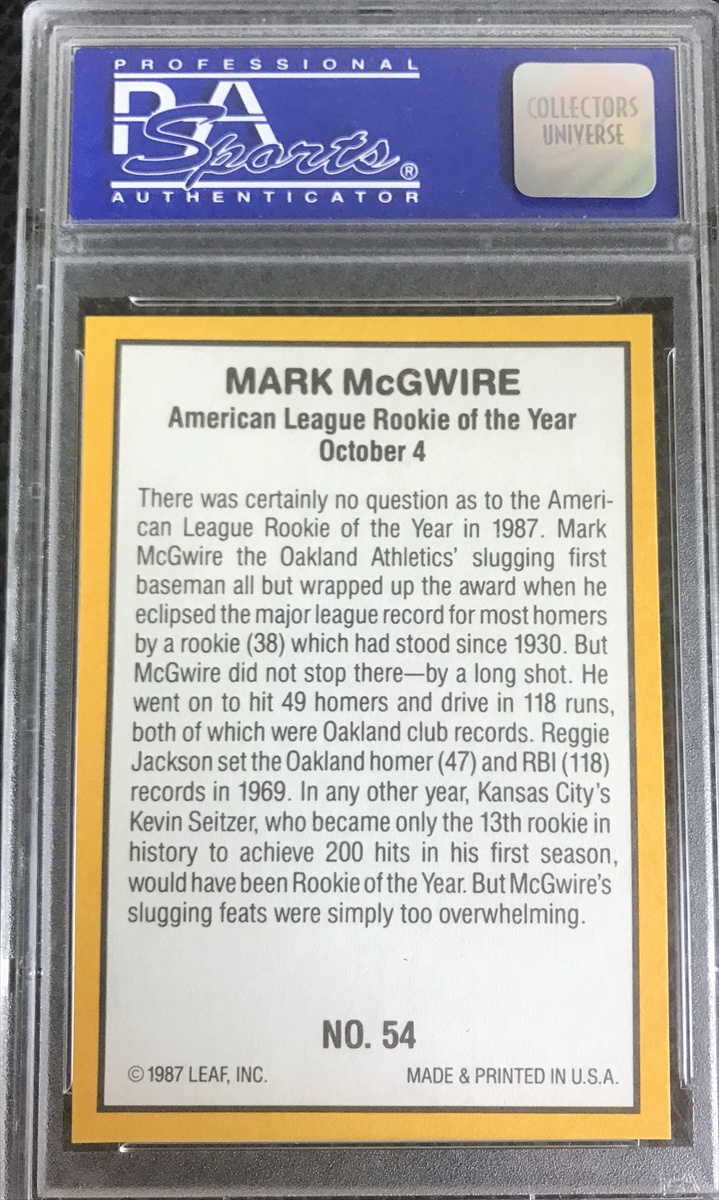 PROFESSIONAL
PSA
Sports®
AUTHENTICATOR
COLLECTORS
UNIVERSE
MARK McGWIRE
American League Rookie of the Year
October 4
There was certainly no question as to the Ameri-
can League Rookie of the Year in 1987. Mark
McGwire the Oakland Athletics' slugging first
baseman all but wrapped up the award when he
eclipsed the major league record for most homers
by a rookie (38) which had stood since 1930. But
McGwire did not stop there—by a long shot. He
went on to hit 49 homers and drive in 118 runs,
both of which were Oakland club records. Reggie
Jackson set the Oakland homer (47) and RBI (118)
records in 1969. In any other year, Kansas City's
Kevin Seitzer, who became only the 13th rookie in
history to achieve 200 hits in his first season,
would have been Rookie of the Year. But McGwire's
slugging feats were simply too overwhelming.
NO. 54
© 1987 LEAF, INC. MADE & PRINTED IN U.S.A.